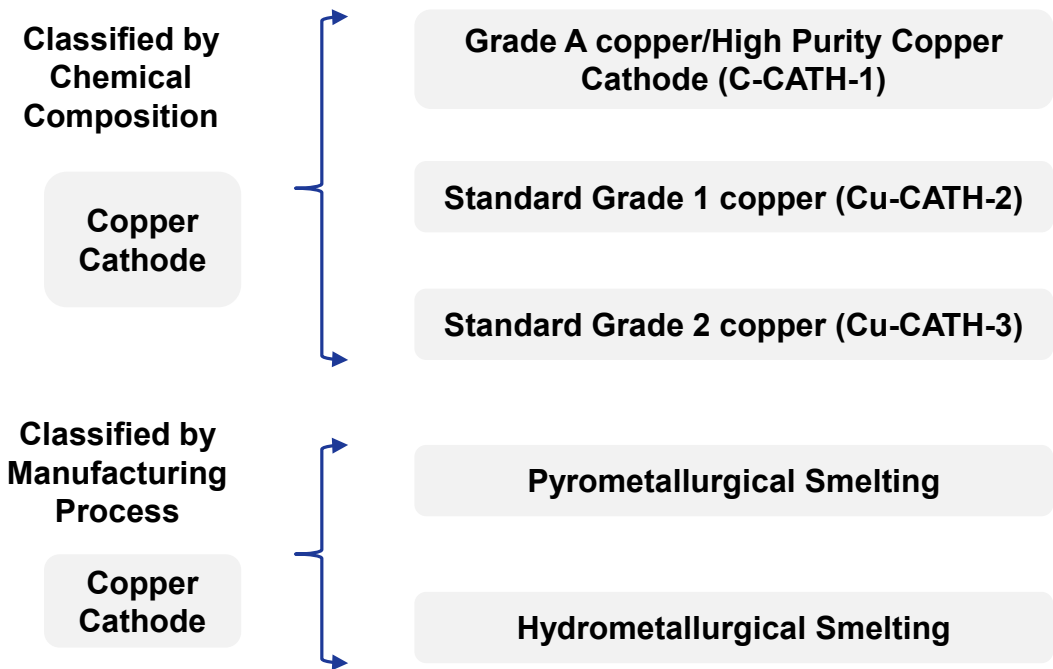 Classified by
Chemical
Composition
Copper
Cathode
Grade A copper/High Purity Copper
Cathode (C-CATH-1)
Standard Grade 1 copper (Cu-CATH-2)
Standard Grade 2 copper (Cu-CATH-3)
Classified by
Manufacturing
Process
Copper
Cathode
Pyrometallurgical Smelting
Hydrometallurgical Smelting